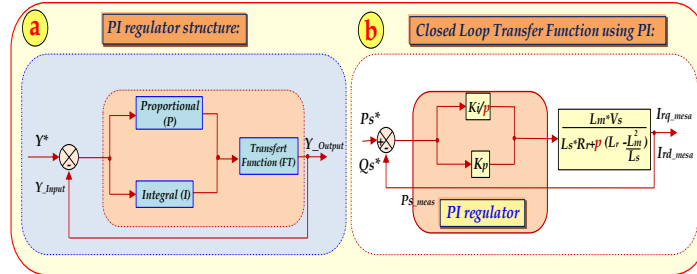 a
PI regulator structure:
Proportional
(P)
Y*
-
Y_Input
Integral (I)
Transfert
Function (FT)
Y_Output
b
Closed Loop Transfer Function using PI:
Ps*
+
-
Qs*
Ps_meas
Ki/p
Kp
PI regulator
Lm*Vs
Ls*Rr+p (Lr -L²m)
Ls
Irq_mesa
Ird_mesa